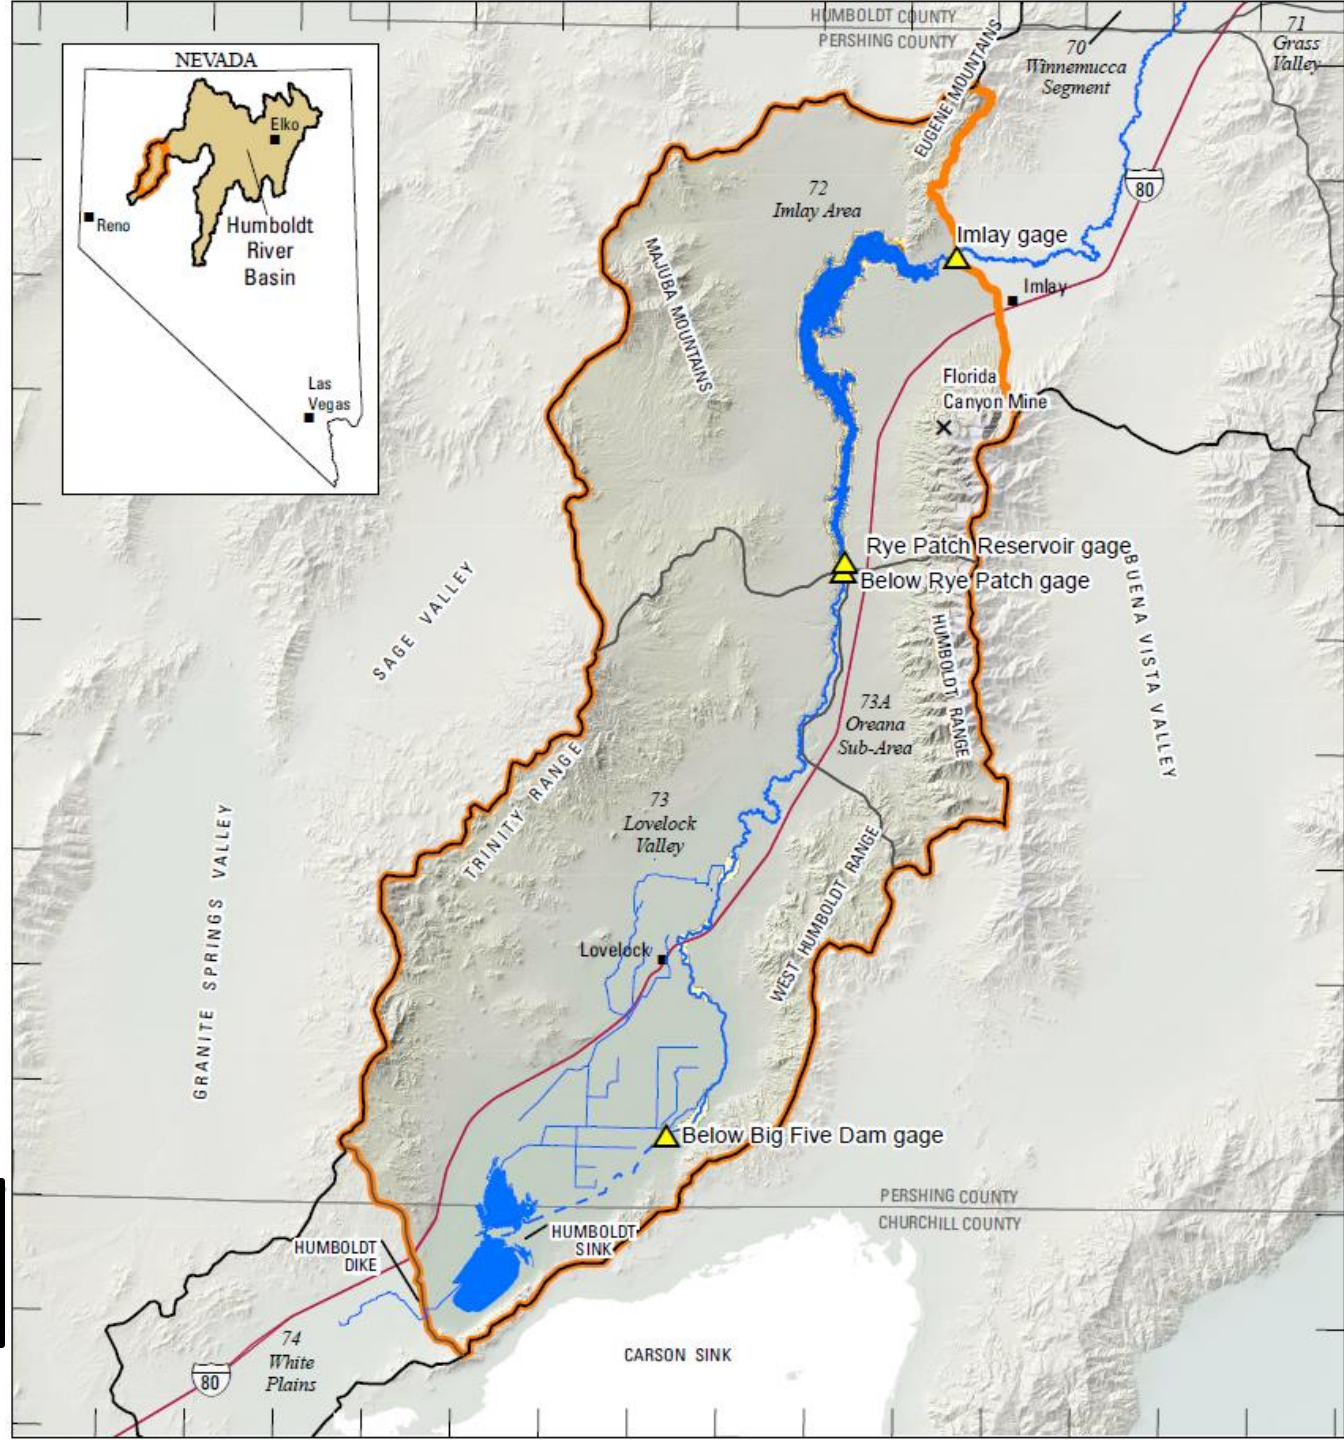 HUMBOLDT COUNTY
PERSHING COUNTY
70
Winnemucca
Segment
71
Grass
Valley
NEVADA
Elko
Reno
Humboldt
River
Basin
Las
Vegas
EUGENE MOUNTAINS
80
72
Imlay Area
Imlay gage
Imlay
MAJUBA MOUNTAINS
Florida
Canyon Mine
Rye Patch Reservoir gage
Below Rye Patch gage
BUENA VISTA VALLEY
SAGE VALLEY
HUMBOLDT RANGE
73A
Oreana
Sub-Area
TRINITY RANGE
73
Lovelock
Valley
GRANITE SPRINGS VALLEY
WEST HUMBOLDT RANGE
Lovelock
Below Big Five Dam gage
PERSHING COUNTY
CHURCHILL COUNTY
HUMBOLDT
SINK
HUMBOLDT
DIKE
74
White
Plains
CARSON SINK
80